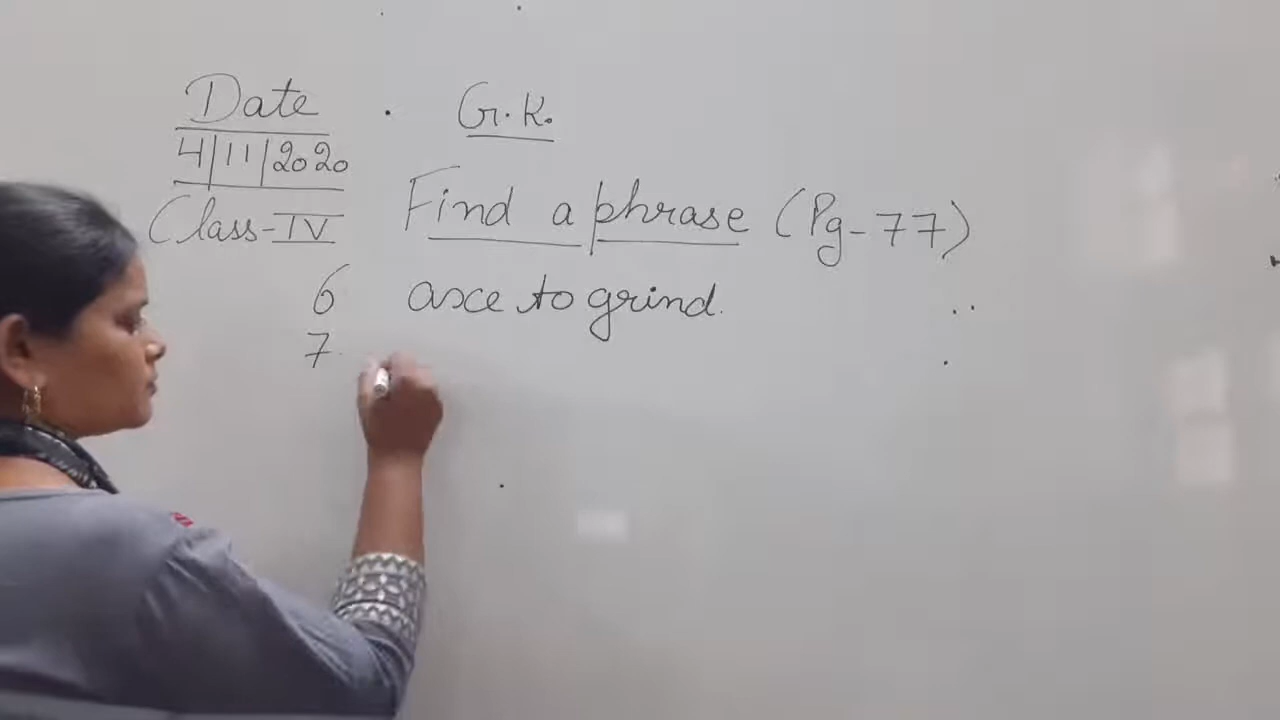 Date
G.K.
4/11/2020
Class-IV
Find a phrase (Pg-77)
6 axe to grind.
7